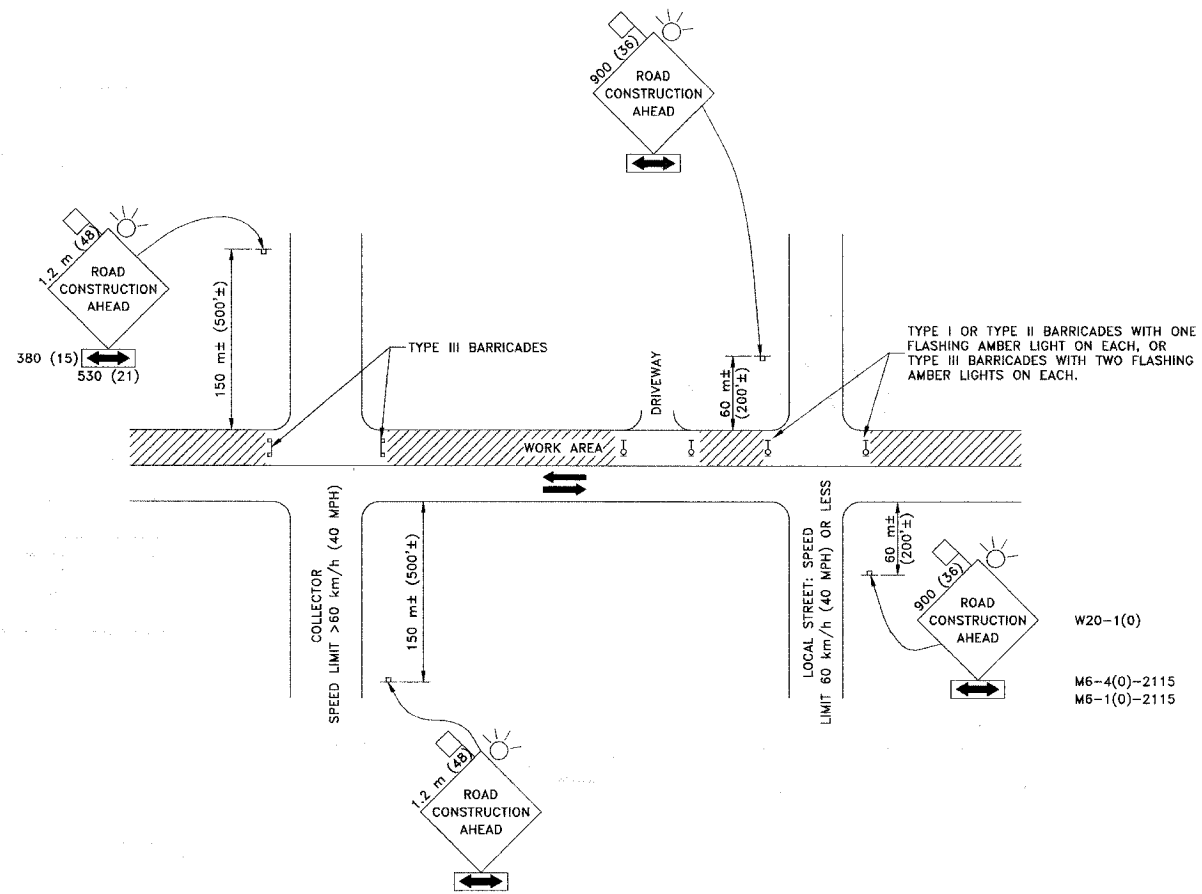 900 (36)
ROAD
CONSTRUCTION
AHEAD
1.2 m (48)
ROAD
CONSTRUCTION
AHEAD
380 (15)
530 (21)
150 m± (500'±)
TYPE III BARRICADES
DRIVEWAY
60 m±
(200'±)
TYPE I OR TYPE II BARRICADES WITH ONE
FLASHING AMBER LIGHT ON EACH, OR
TYPE III BARRICADES WITH TWO FLASHING
AMBER LIGHTS ON EACH.
WORK AREA
COLLECTOR
SPEED LIMIT >60 km/h (40 MPH)
150 m± (500'±)
LOCAL STREET: SPEED
LIMIT 60 km/h (40 MPH) OR LESS
60 m±
(200'±)
900 (36)
ROAD
CONSTRUCTION
AHEAD
W20-1(0)
M6-4(0)-2115
M6-1(0)-2115
1.2 m (48)
ROAD
CONSTRUCTION
AHEAD